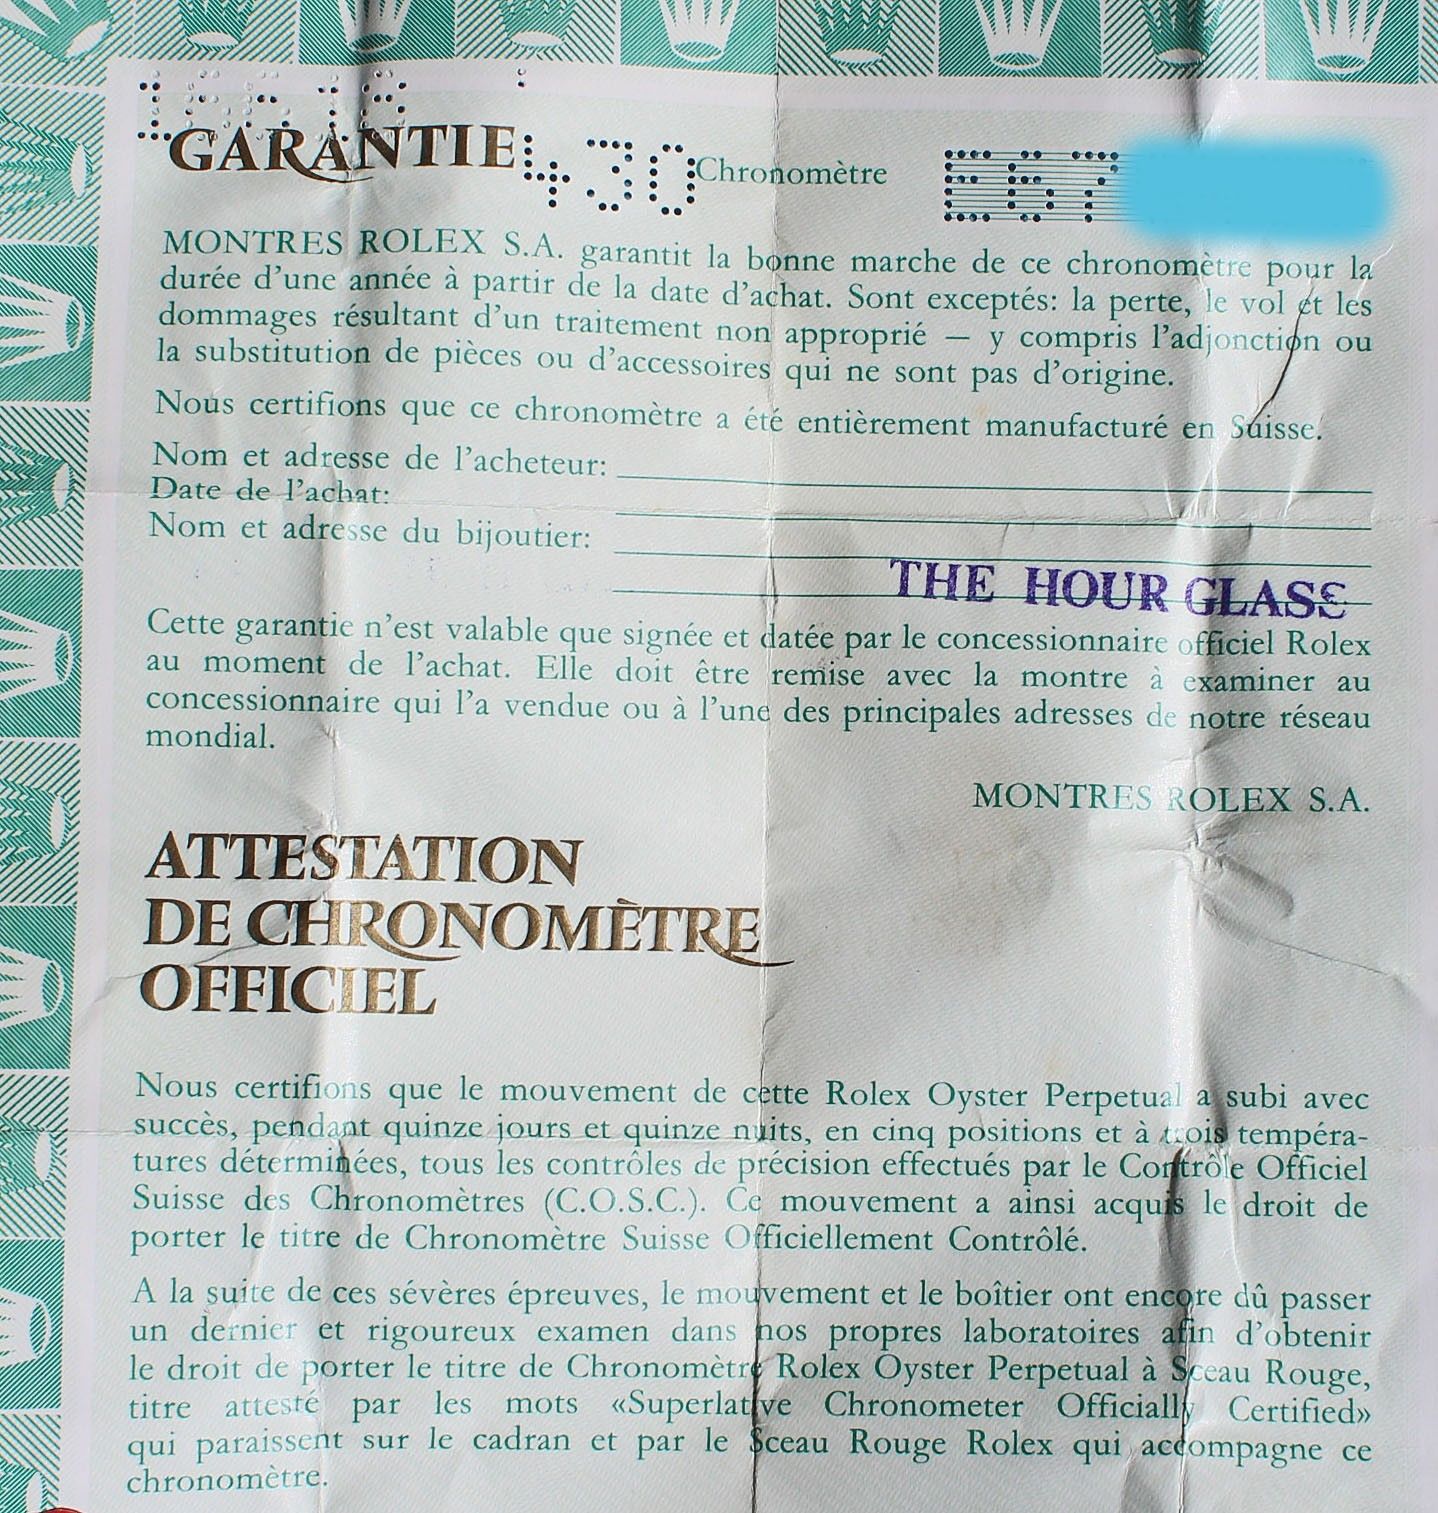 GARANTIE 430 Chronomètre E67
MONTRES ROLEX S.A. garantit la bonne marche de ce chronomètre pour la
durée d'une année à partir de la date d'achat. Sont exceptés: la perte, le vol et les
dommages résultant d'un traitement non approprié — y compris l'adjonction ou
la substitution de pièces ou d'accessoires qui ne sont pas d'origine.
Nous certifions que ce chronomètre a été entièrement manufacturé en Suisse.
Nom et adresse de l'acheteur:
Date de l'achat:
Nom et adresse du bijoutier:
THE HOUR GLASS
Cette garantie n'est valable que signée et datée par le concessionnaire officiel Rolex
au moment de l'achat. Elle doit être remise avec la montre à examiner au
concessionnaire qui l'a vendue ou à l'une des principales adresses de notre réseau
mondial.
MONTRES ROLEX S.A.
ATTESTATION
DE CHRONOMÈTRE
OFFICIEL
Nous certifions que le mouvement de cette Rolex Oyster Perpetual a subi avec
succès, pendant quinze jours et quinze nuits, en cinq positions et à trois tempéra-
tures déterminées, tous les contrôles de précision effectués par le Contrôle Officiel
Suisse des Chronomètres (C.O.S.C.). Ce mouvement a ainsi acquis le droit de
porter le titre de Chronomètre Suisse Officiellement Contrôlé.
A la suite de ces sévères épreuves, le mouvement et le boîtier ont encore dû passer
un dernier et rigoureux examen dans nos propres laboratoires afin d'obtenir
le droit de porter le titre de Chronomètre Rolex Oyster Perpetual à Sceau Rouge,
titre attesté par les mots «Superlative Chronometer Officially Certified»
qui paraissent sur le cadran et par le Sceau Rouge Rolex qui accompagne ce
chronomètre.